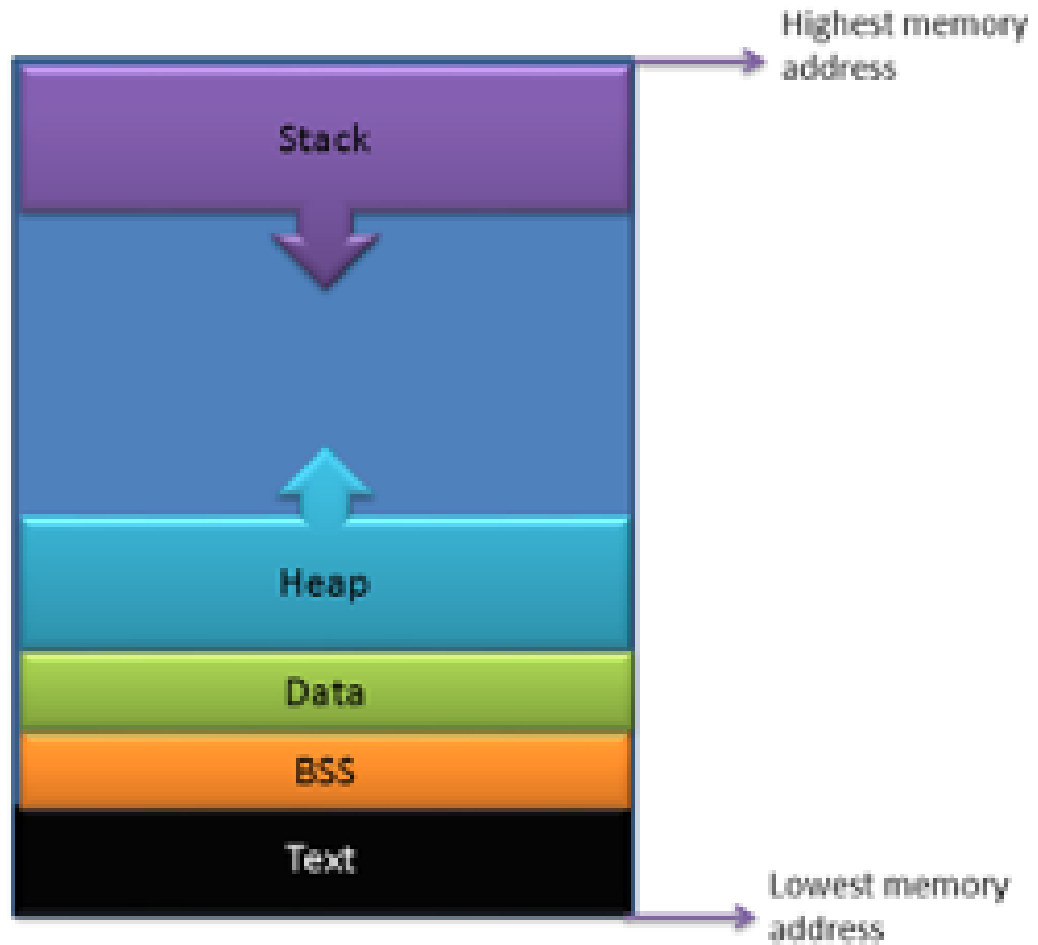 Highest memory
address
Stack
Heap
Data
BSS
Text
Lowest memory
address